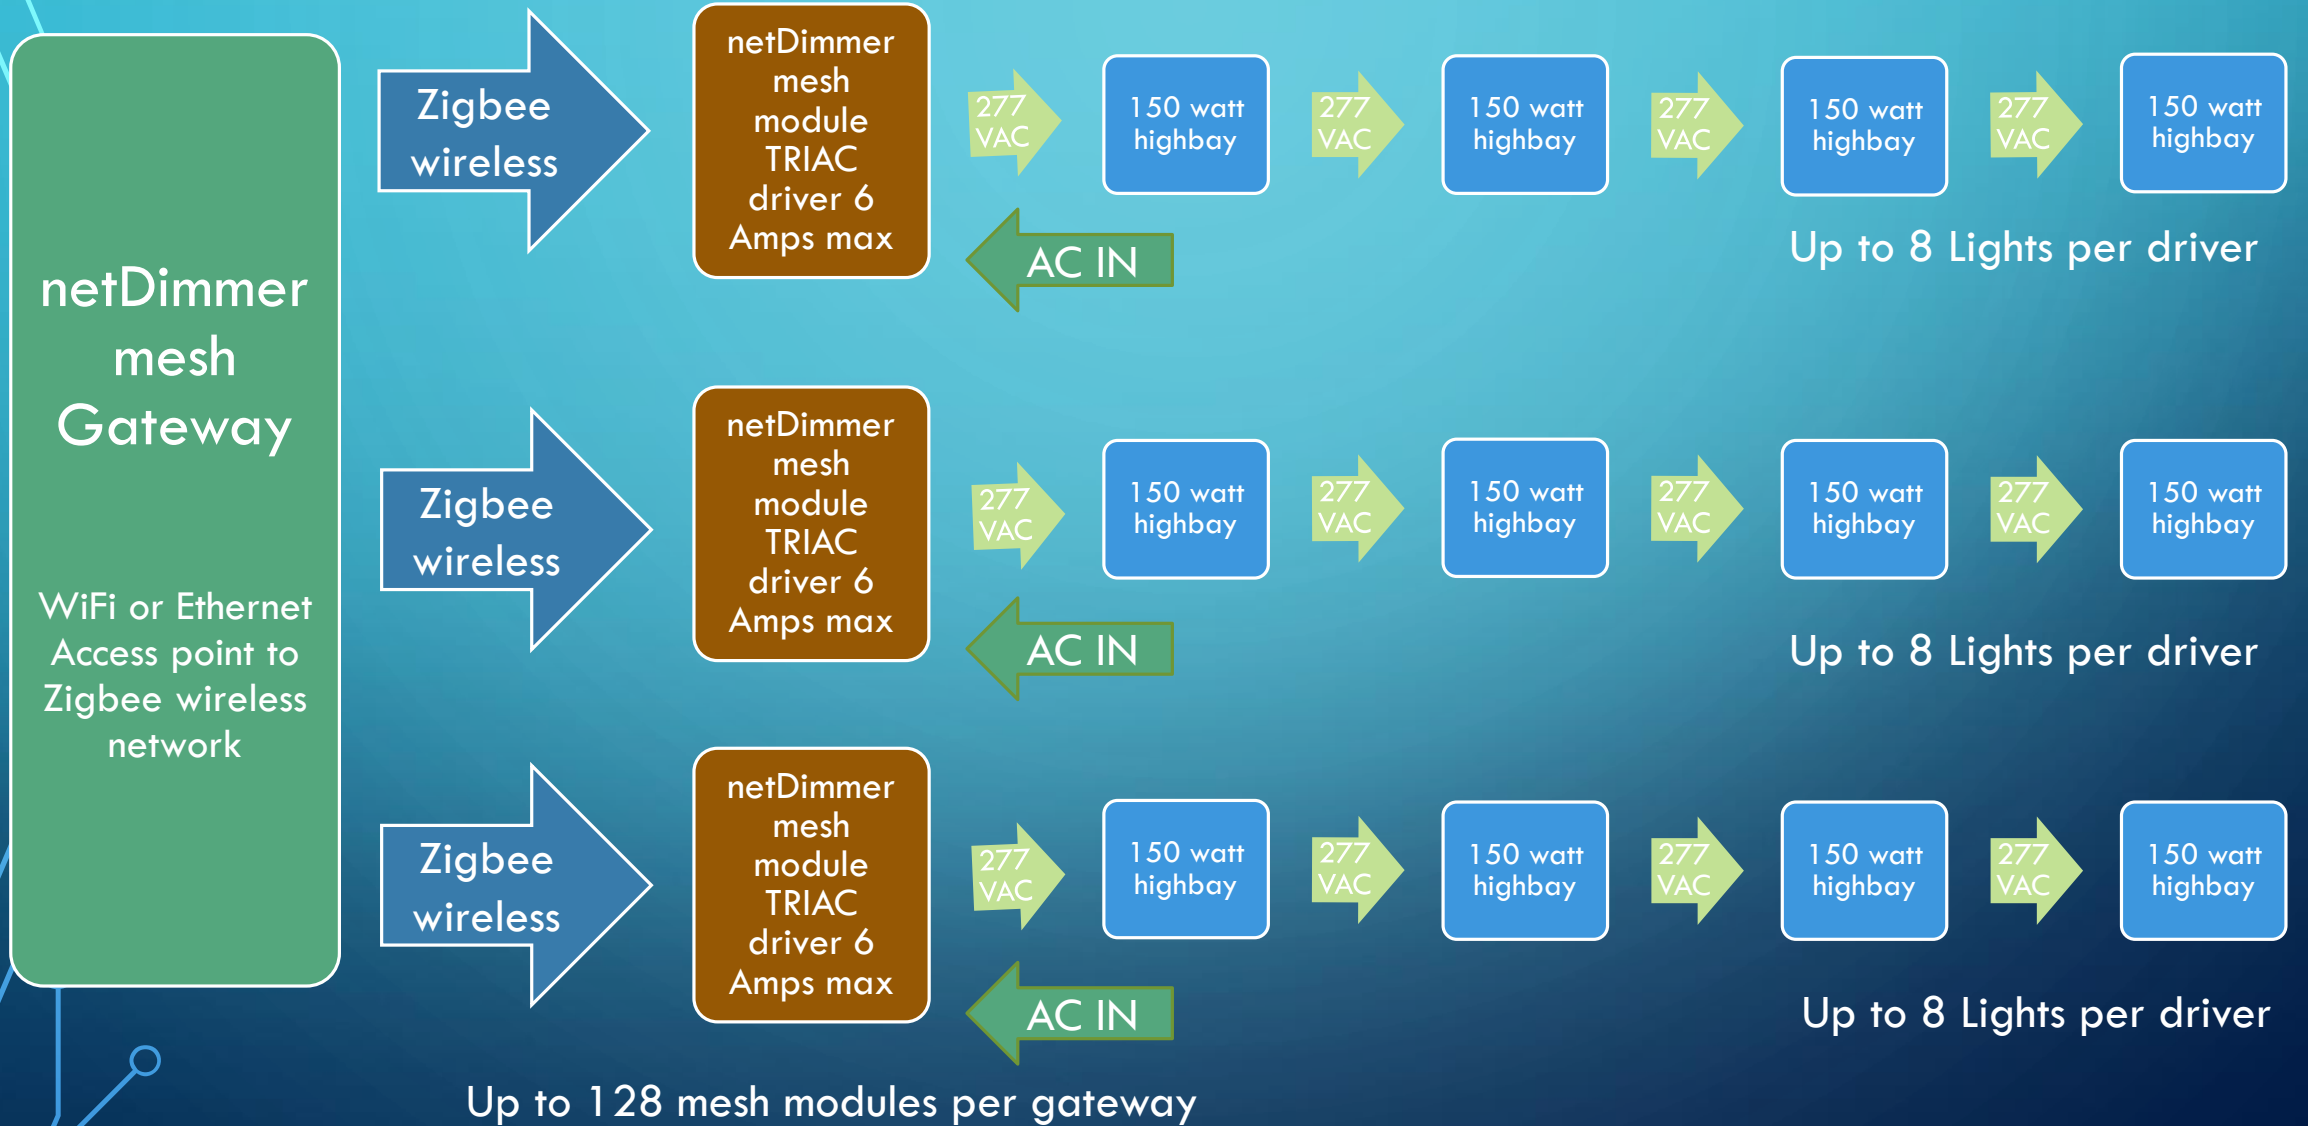 netDimmer
mesh
Gateway
WiFi or Ethernet
Access point to
Zigbee wireless
network
Zigbee
wireless
netDimmer
mesh
module
TRIAC
driver 6
Amps max
277
VAC
150 watt
highbay
277
VAC
150 watt
highbay
277
VAC
150 watt
highbay
277
VAC
150 watt
highbay
AC IN
Up to 8 Lights per driver
Zigbee
wireless
netDimmer
mesh
module
TRIAC
driver 6
Amps max
277
VAC
150 watt
highbay
277
VAC
150 watt
highbay
277
VAC
150 watt
highbay
277
VAC
150 watt
highbay
AC IN
Up to 8 Lights per driver
Zigbee
wireless
netDimmer
mesh
module
TRIAC
driver 6
Amps max
277
VAC
150 watt
highbay
277
VAC
150 watt
highbay
277
VAC
150 watt
highbay
277
VAC
150 watt
highbay
AC IN
Up to 8 Lights per driver
Up to 128 mesh modules per gateway